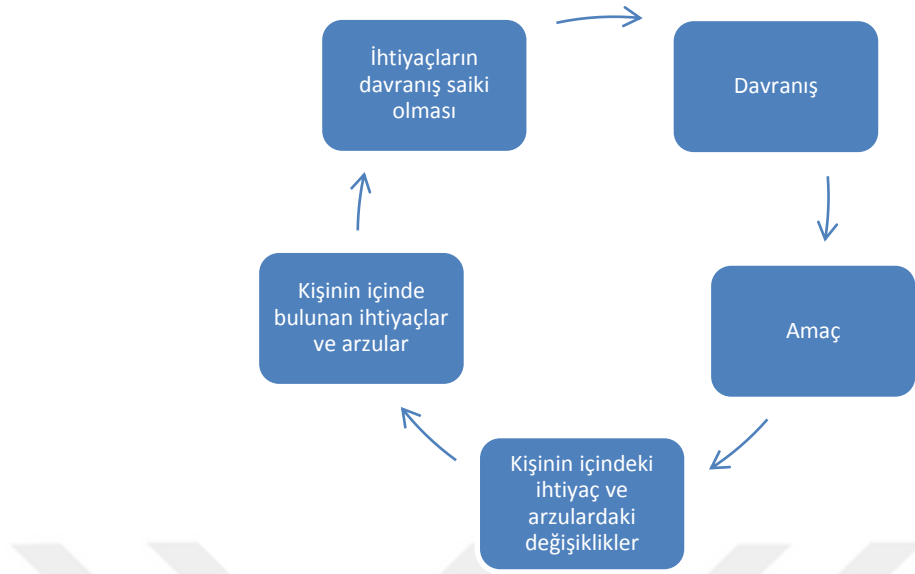 İhtiyaçların
davranış saiki
olması
Davranış
Amaç
Kişinin içindeki
ihtiyaç ve
arzulardaki
değişiklikler
Kişinin içinde
bulunan ihtiyaçlar
ve arzular